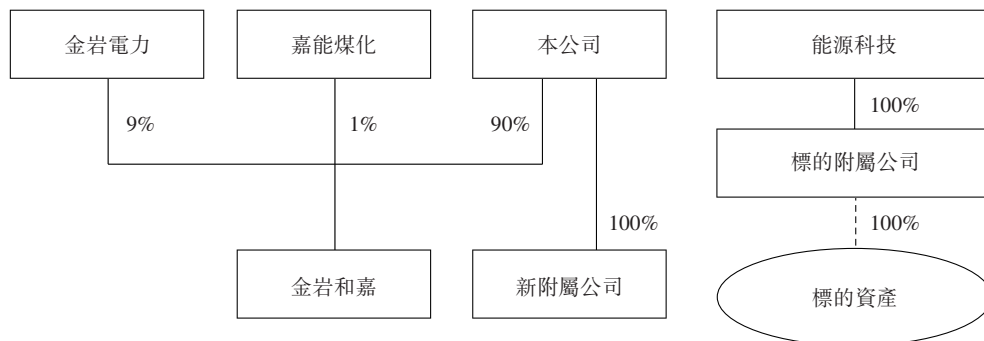 金岩電力
嘉能煤化
本公司
能源科技
9%
1%
90%
100%
標的附屬公司
100%
100%
金岩和嘉
新附屬公司
標的資產